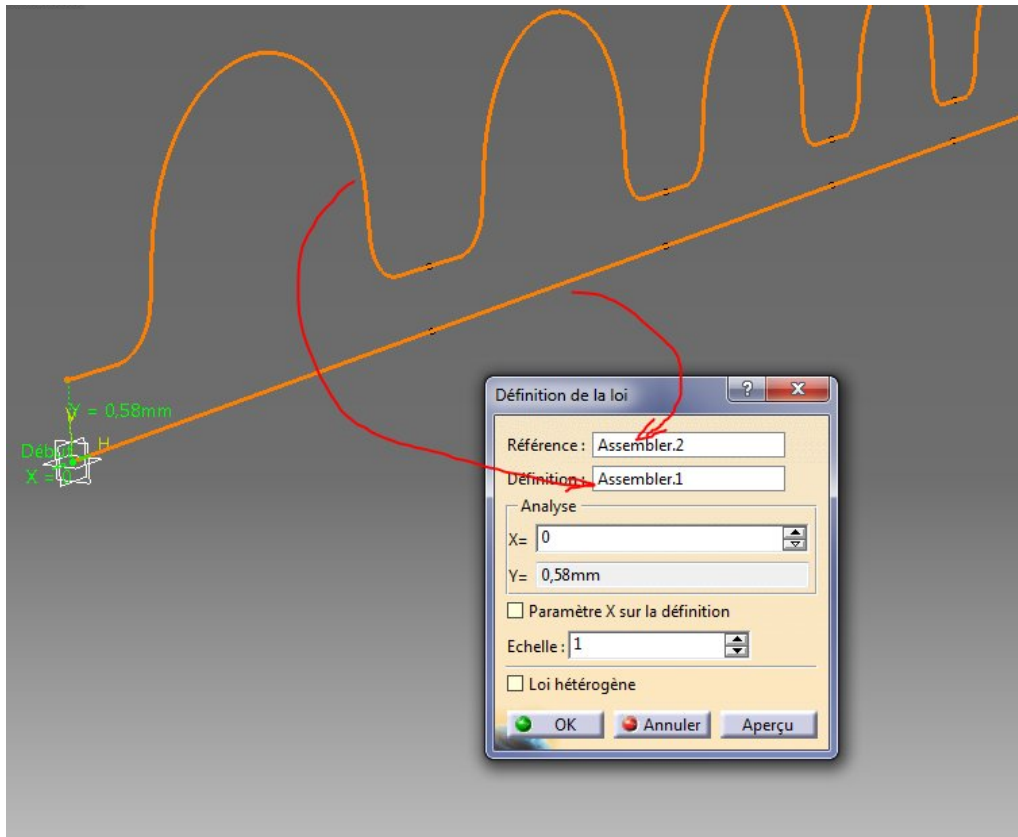 Y = 0,58mm
H
Début
X = 0
Définition de la loi
?
Référence : Assembler.2
Définition : Assembler.1
Analyse
X= 0
Y= 0,58mm
Paramètre X sur la définition
Echelle : 1
Loi hétérogène
OK Annuler Aperçu